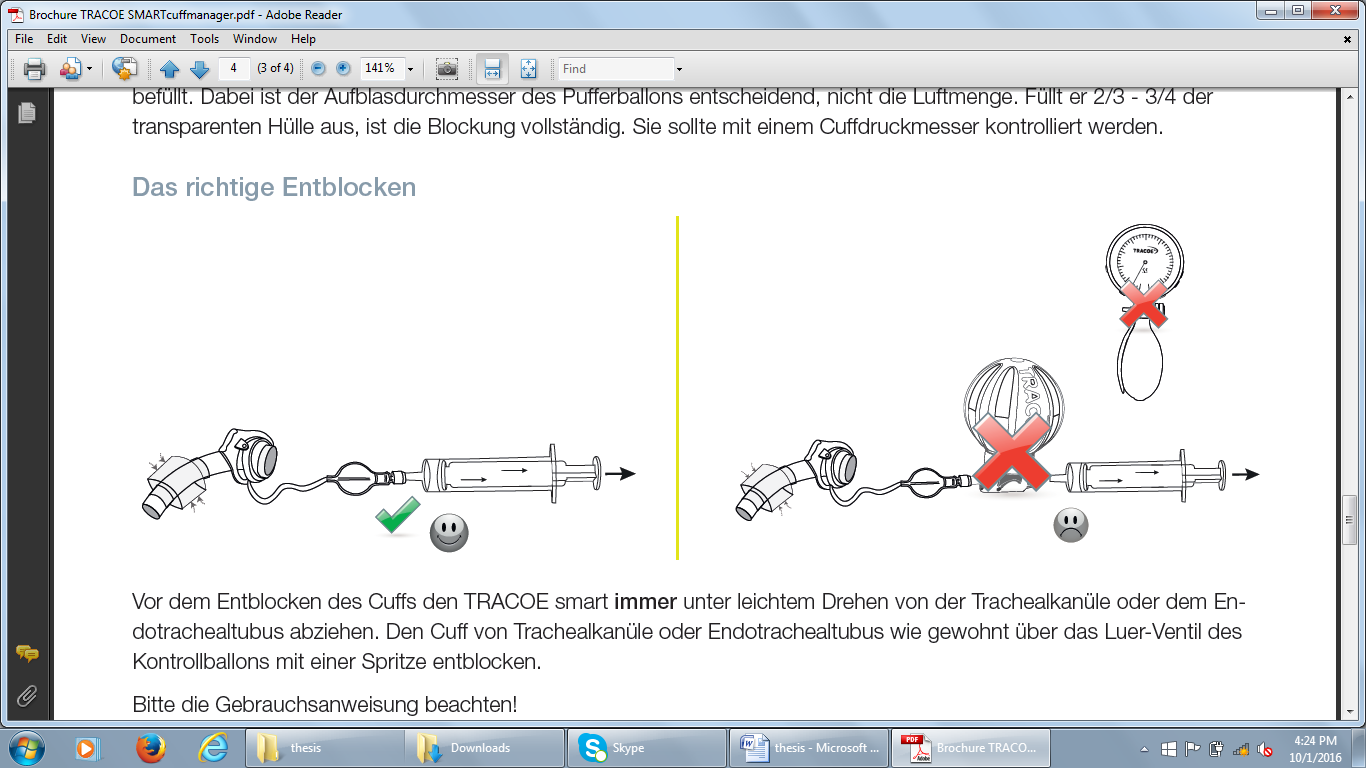 Brochure TRACOE SMARTcuffmanager.pdf - Adobe Reader
File Edit View Document Tools Window Help
4 (3 of 4) 141% Find
befüllt. Dabei ist der Aufblasdurchmesser des Pufferballons entscheidend, nicht die Luftmenge. Füllt er 2/3 - 3/4 der
transparenten Hülle aus, ist die Blockung vollständig. Sie sollte mit einem Cuffdruckmesser kontrolliert werden.
Das richtige Entblocken
TRACOE
TRAC
Vor dem Entblocken des Cuffs den TRACOE smart immer unter leichtem Drehen von der Trachealkanüle oder dem En-
dotrachealtubus abziehen. Den Cuff von Trachealkanüle oder Endotrachealtubus wie gewohnt über das Luer-Ventil des
Kontrollballons mit einer Spritze entblocken.
Bitte die Gebrauchsanweisung beachten!
thesis Downloads Skype thesis - Microsoft ... Brochure TRACO... 4:24 PM
10/1/2016